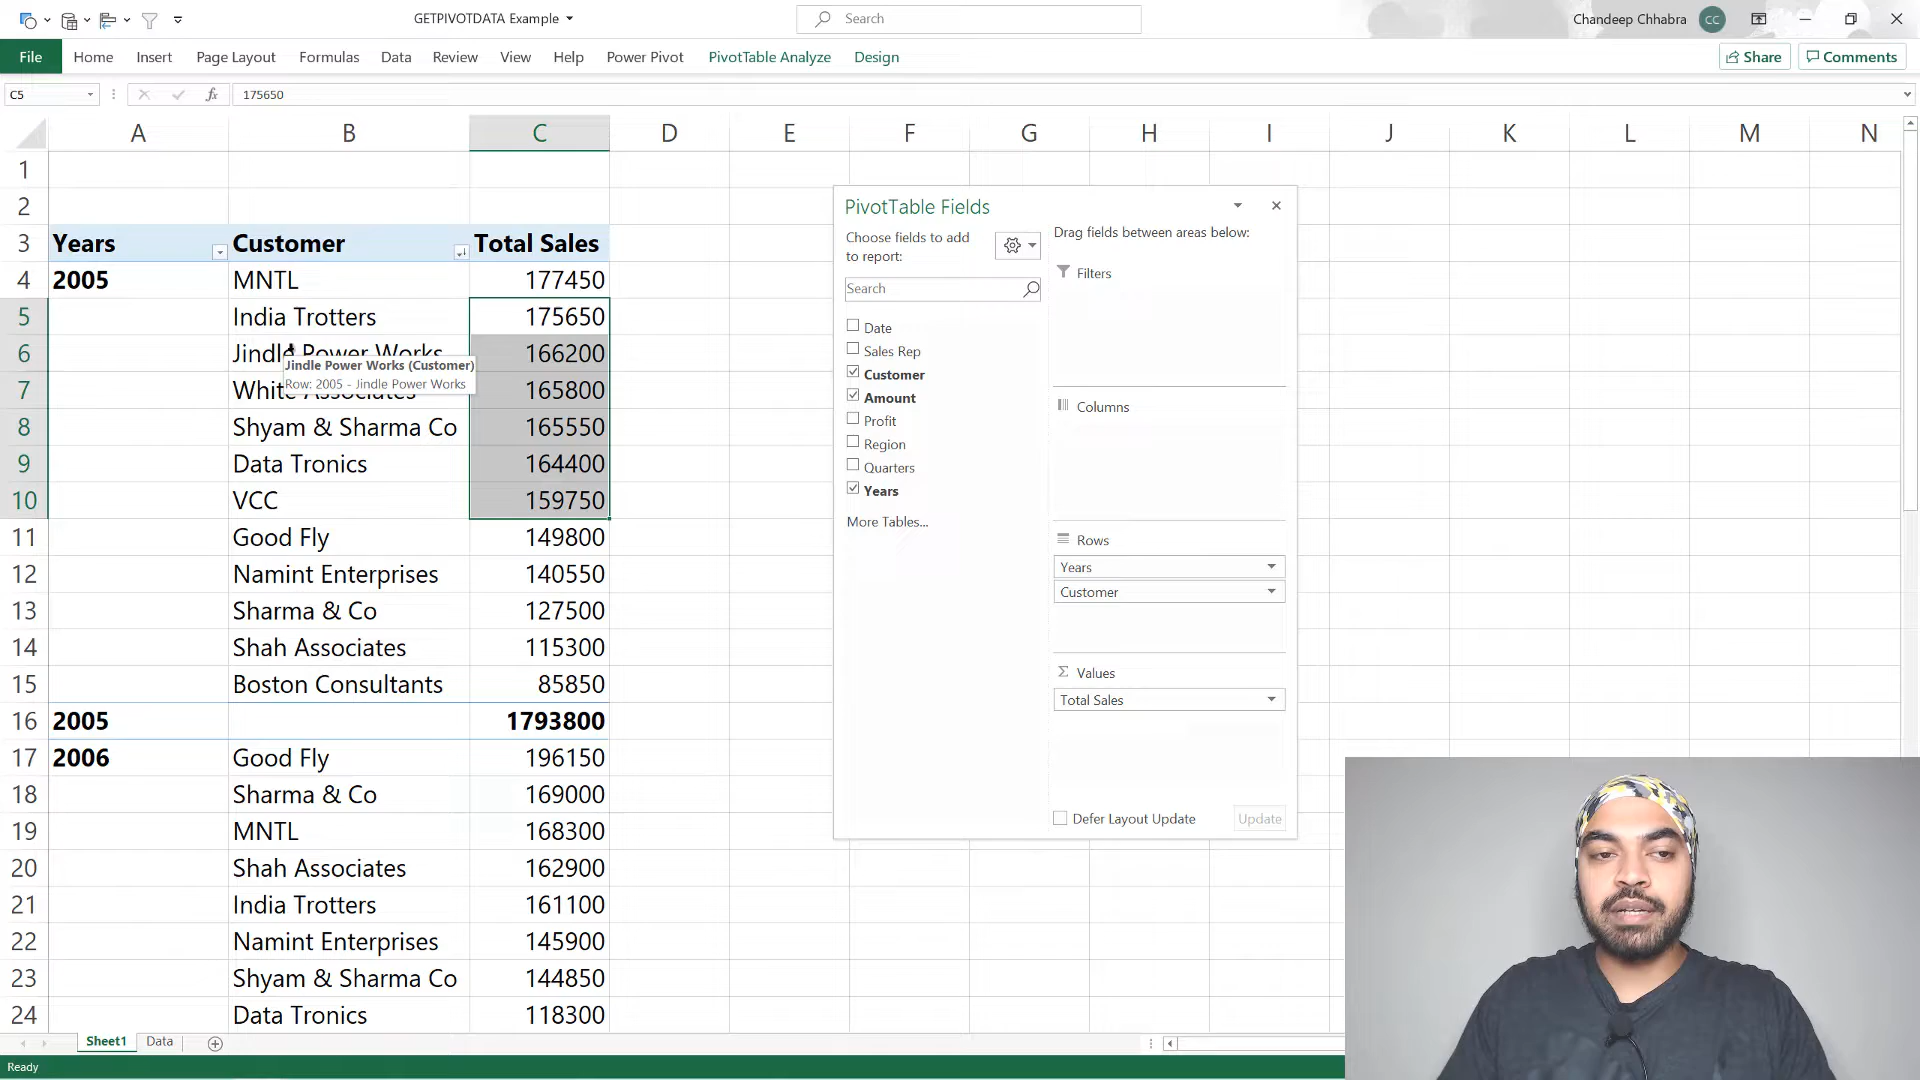 GETPIVOTDATA Example
Search
Chandeep Chhabra
CC
File Home Insert Page Layout Formulas Data Review View Help Power Pivot PivotTable Analyze Design Share Comments
C5 fx 175650
A B C D E F G H I J K L M N
1
2
3 Years Customer Total Sales
4 2005 MNTL 177450
5 India Trotters 175650
6 Jindle Power Works 166200
Jindle Power Works (Customer)
Row: 2005 - Jindle Power Works
7 White Associates 165800
8 Shyam & Sharma Co 165550
9 Data Tronics 164400
10 VCC 159750
11 Good Fly 149800
12 Namint Enterprises 140550
13 Sharma & Co 127500
14 Shah Associates 115300
15 Boston Consultants 85850
16 2005 1793800
17 2006 Good Fly 196150
18 Sharma & Co 169000
19 MNTL 168300
20 Shah Associates 162900
21 India Trotters 161100
22 Namint Enterprises 145900
23 Shyam & Sharma Co 144850
24 Data Tronics 118300
PivotTable Fields
Choose fields to add
to report:
Search
Date
Sales Rep
Customer
Amount
Profit
Region
Quarters
Years
More Tables...
Drag fields between areas below:
Filters
Columns
Rows
Years
Customer
Σ Values
Total Sales
Defer Layout Update Update
Sheet1 Data
Ready